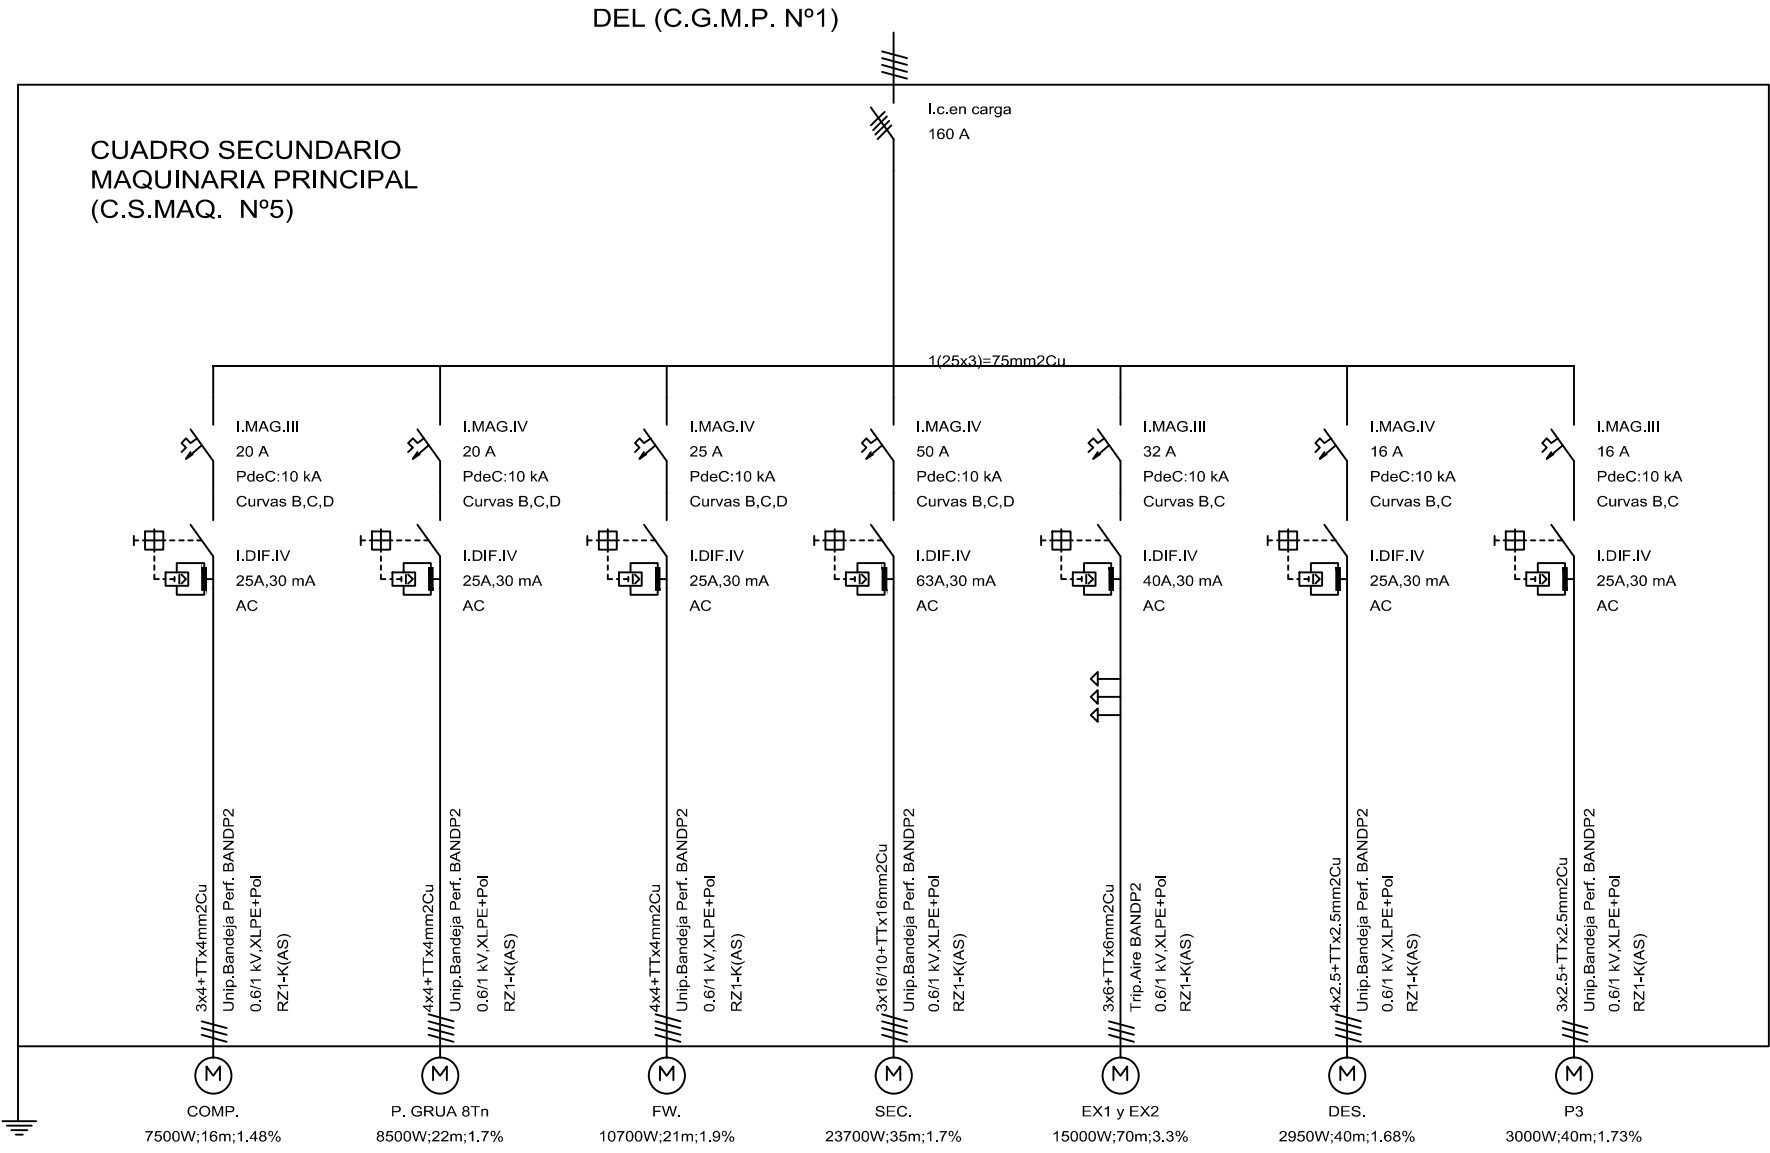 DEL (C.G.M.P. Nº1)
I.c.en carga
160 A
CUADRO SECUNDARIO
MAQUINARIA PRINCIPAL
(C.S.MAQ. Nº5)
1(25x3)=75mm2Cu
I.MAG.III
20 A
PdeC:10 kA
Curvas B,C,D
I.DIF.IV
25A,30 mA
AC
3x4+TTx4mm2Cu
Unip.Bandeja Perf. BANDP2
0.6/1 kV,XLPE+Pol
RZ1-K(AS)
M
COMP.
7500W;16m;1.48%
I.MAG.IV
20 A
PdeC:10 kA
Curvas B,C,D
I.DIF.IV
25A,30 mA
AC
4x4+TTx4mm2Cu
Unip.Bandeja Perf. BANDP2
0.6/1 kV,XLPE+Pol
RZ1-K(AS)
M
P. GRUA 8Tn
8500W;22m;1.7%
I.MAG.IV
25 A
PdeC:10 kA
Curvas B,C,D
I.DIF.IV
25A,30 mA
AC
4x4+TTx4mm2Cu
Unip.Bandeja Perf. BANDP2
0.6/1 kV,XLPE+Pol
RZ1-K(AS)
M
FW.
10700W;21m;1.9%
I.MAG.IV
50 A
PdeC:10 kA
Curvas B,C,D
I.DIF.IV
63A,30 mA
AC
3x16/10+TTx16mm2Cu
Unip.Bandeja Perf. BANDP2
0.6/1 kV,XLPE+Pol
RZ1-K(AS)
M
SEC.
23700W;35m;1.7%
I.MAG.III
32 A
PdeC:10 kA
Curvas B,C
I.DIF.IV
40A,30 mA
AC
3x6+TTx6mm2Cu
Trip.Aire BANDP2
0.6/1 kV,XLPE+Pol
RZ1-K(AS)
M
EX1 y EX2
15000W;70m;3.3%
I.MAG.IV
16 A
PdeC:10 kA
Curvas B,C
I.DIF.IV
25A,30 mA
AC
4x2.5+TTx2.5mm2Cu
Unip.Bandeja Perf. BANDP2
0.6/1 kV,XLPE+Pol
RZ1-K(AS)
M
DES.
2950W;40m;1.68%
I.MAG.III
16 A
PdeC:10 kA
Curvas B,C
I.DIF.IV
25A,30 mA
AC
3x2.5+TTx2.5mm2Cu
Unip.Bandeja Perf. BANDP2
0.6/1 kV,XLPE+Pol
RZ1-K(AS)
M
P3
3000W;40m;1.73%